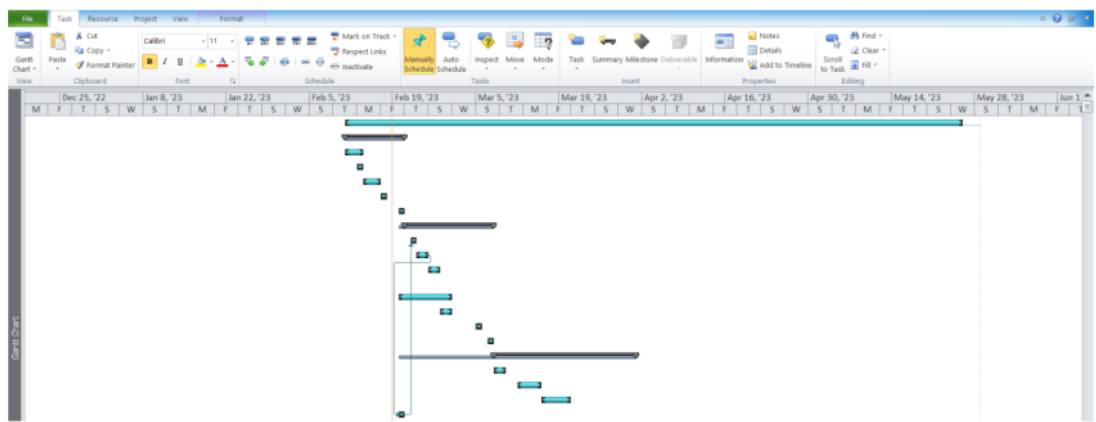 File Task Resource Project View Format
Gantt Chart
View
Paste
Cut
Copy
Format Painter
Clipboard
Calibri 11
B I U A
Font
Mark on Track
Respect Links
Inactivate
Schedule
Manually Schedule
Auto Schedule
Inspect Move Mode
Tasks
Task Summary Milestone Deliverable
Insert
Information
Notes
Details
Add to Timeline
Properties
Scroll to Task
Find
Clear
Fill
Editing
Dec 25, '22 Jan 8, '23 Jan 22, '23 Feb 5, '23 Feb 19, '23 Mar 5, '23 Mar 19, '23 Apr 2, '23 Apr 16, '23 Apr 30, '23 May 14, '23 May 28, '23 Jun 1
M F T S W S T M F T S W S T M F T S W S T M F T S W S T M F T S W S T M F T
Gantt Chart